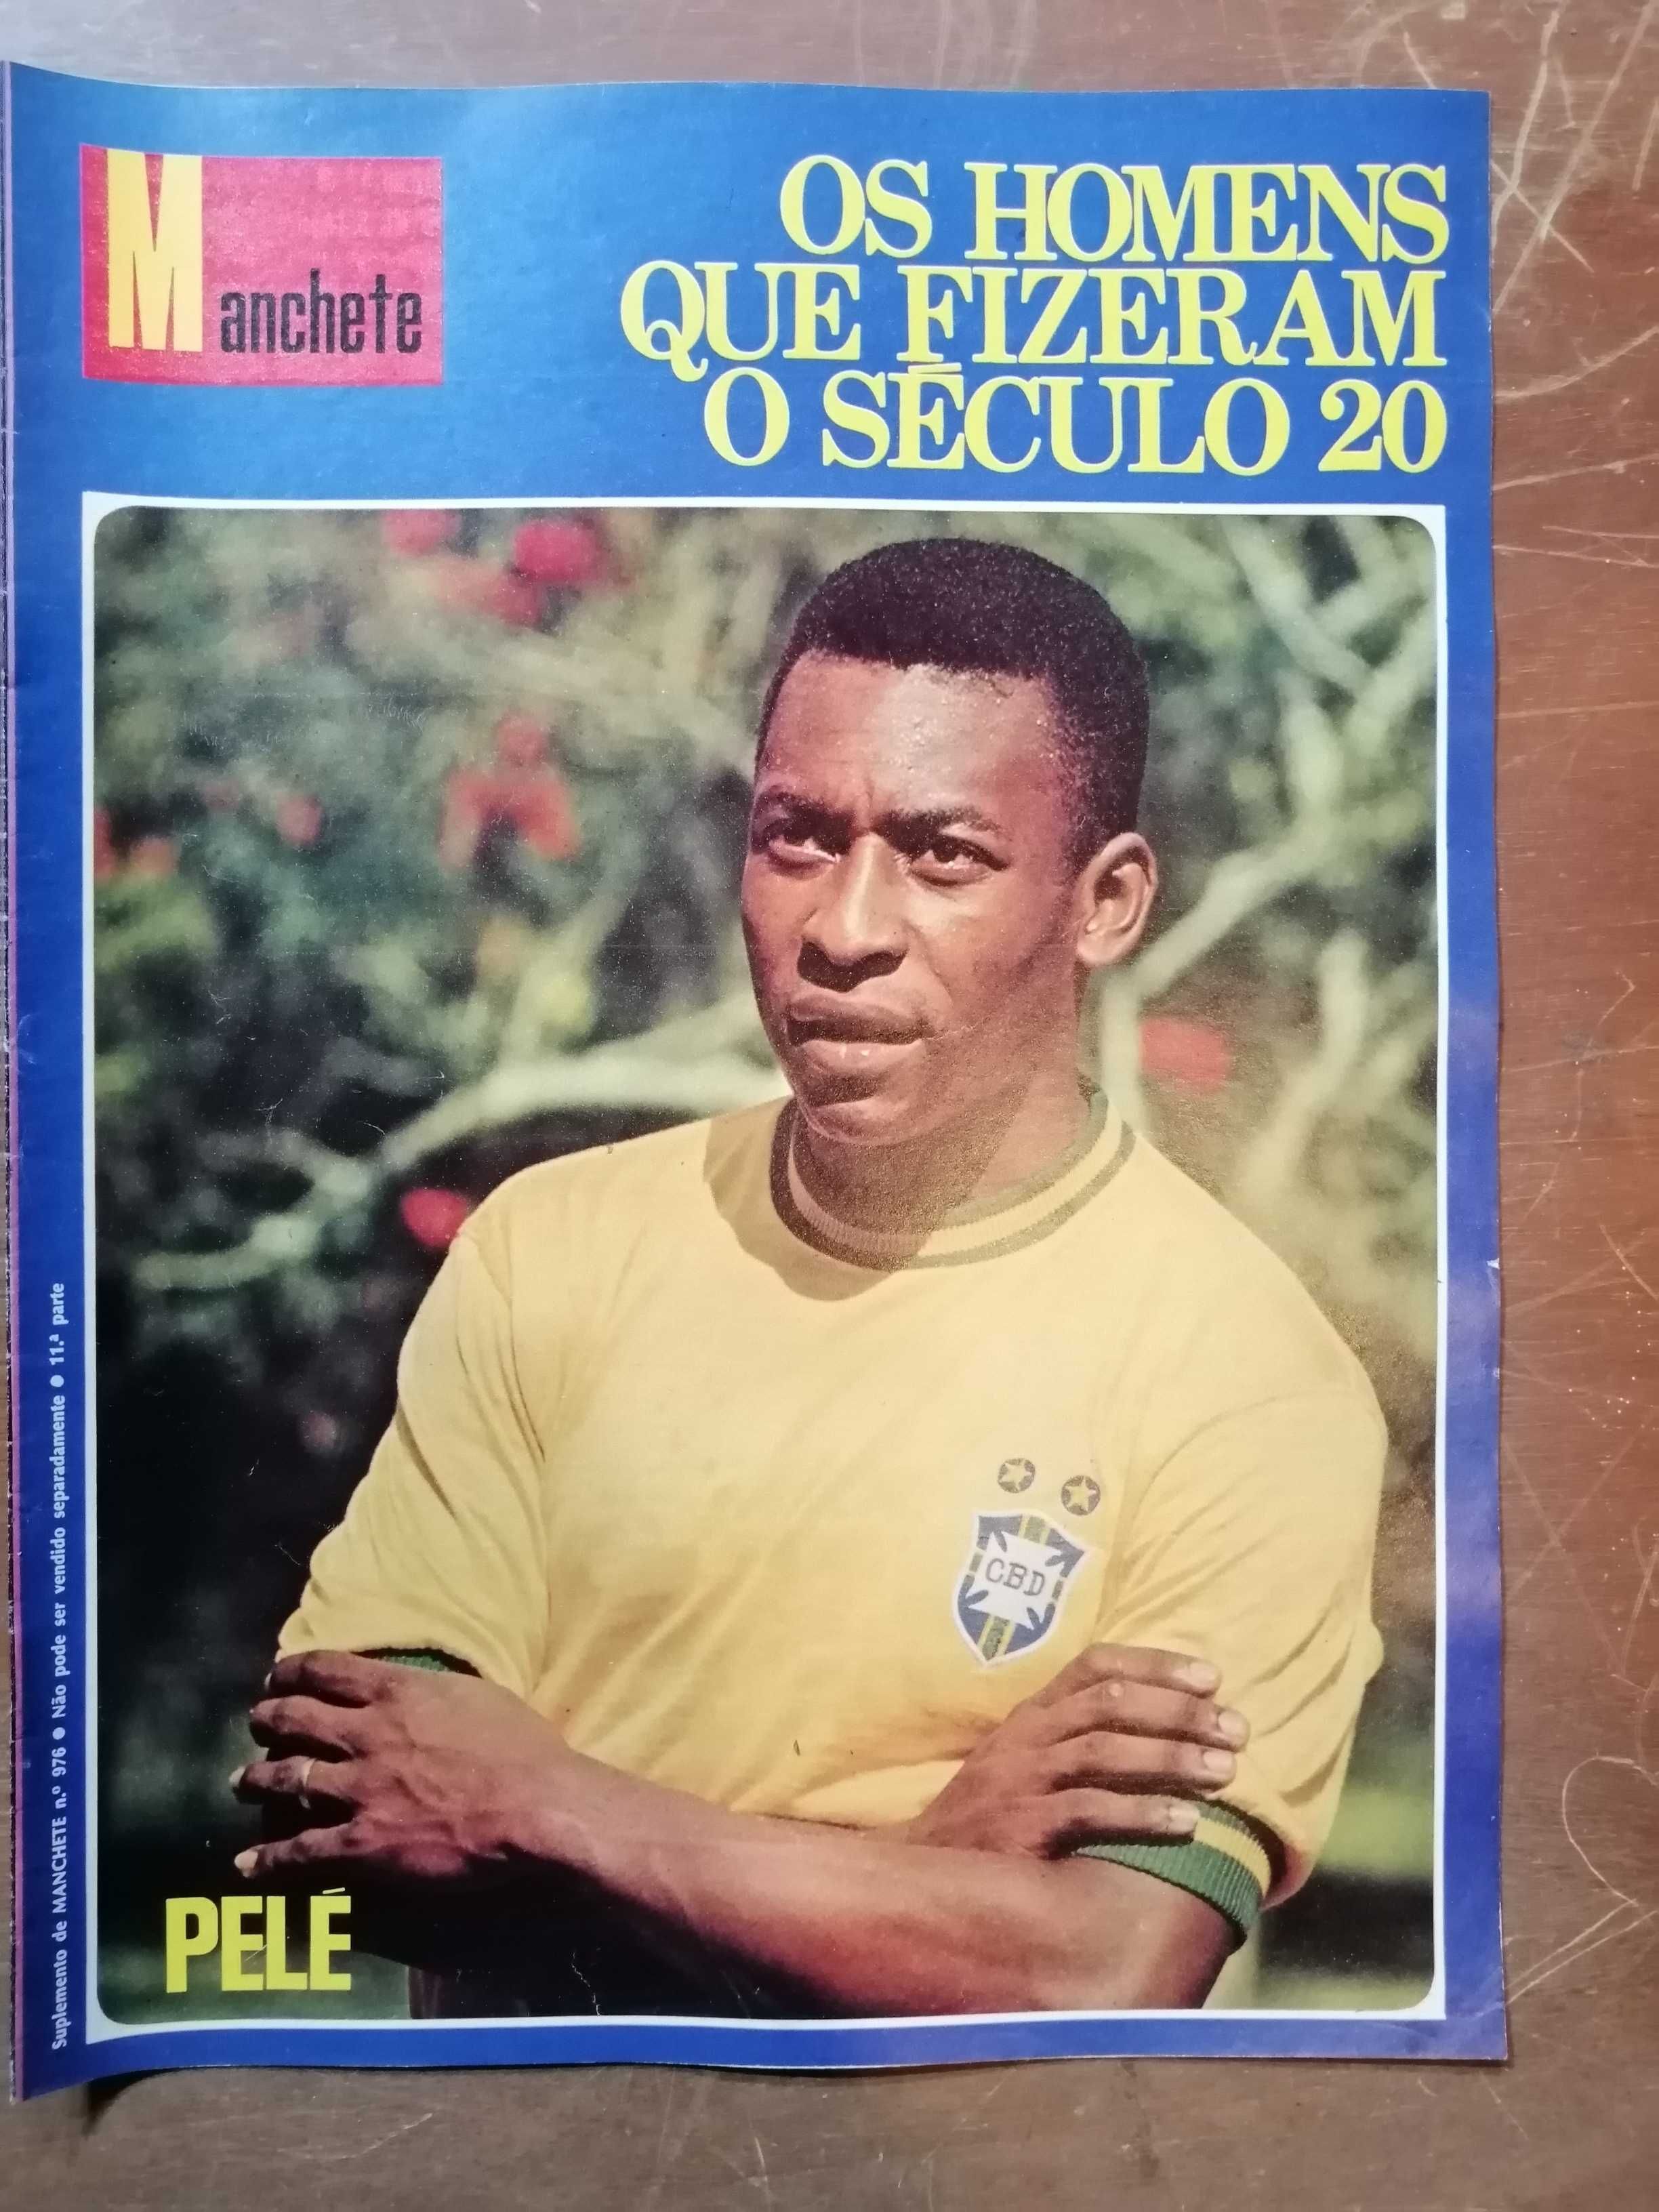 Manchete
OS HOMENS
QUE FIZERAM
O SÉCULO 20
CBD
PELÉ
Suplemento de MANCHETE n.º 976 ● Não pode ser vendido separadamente ● 11.ª parte